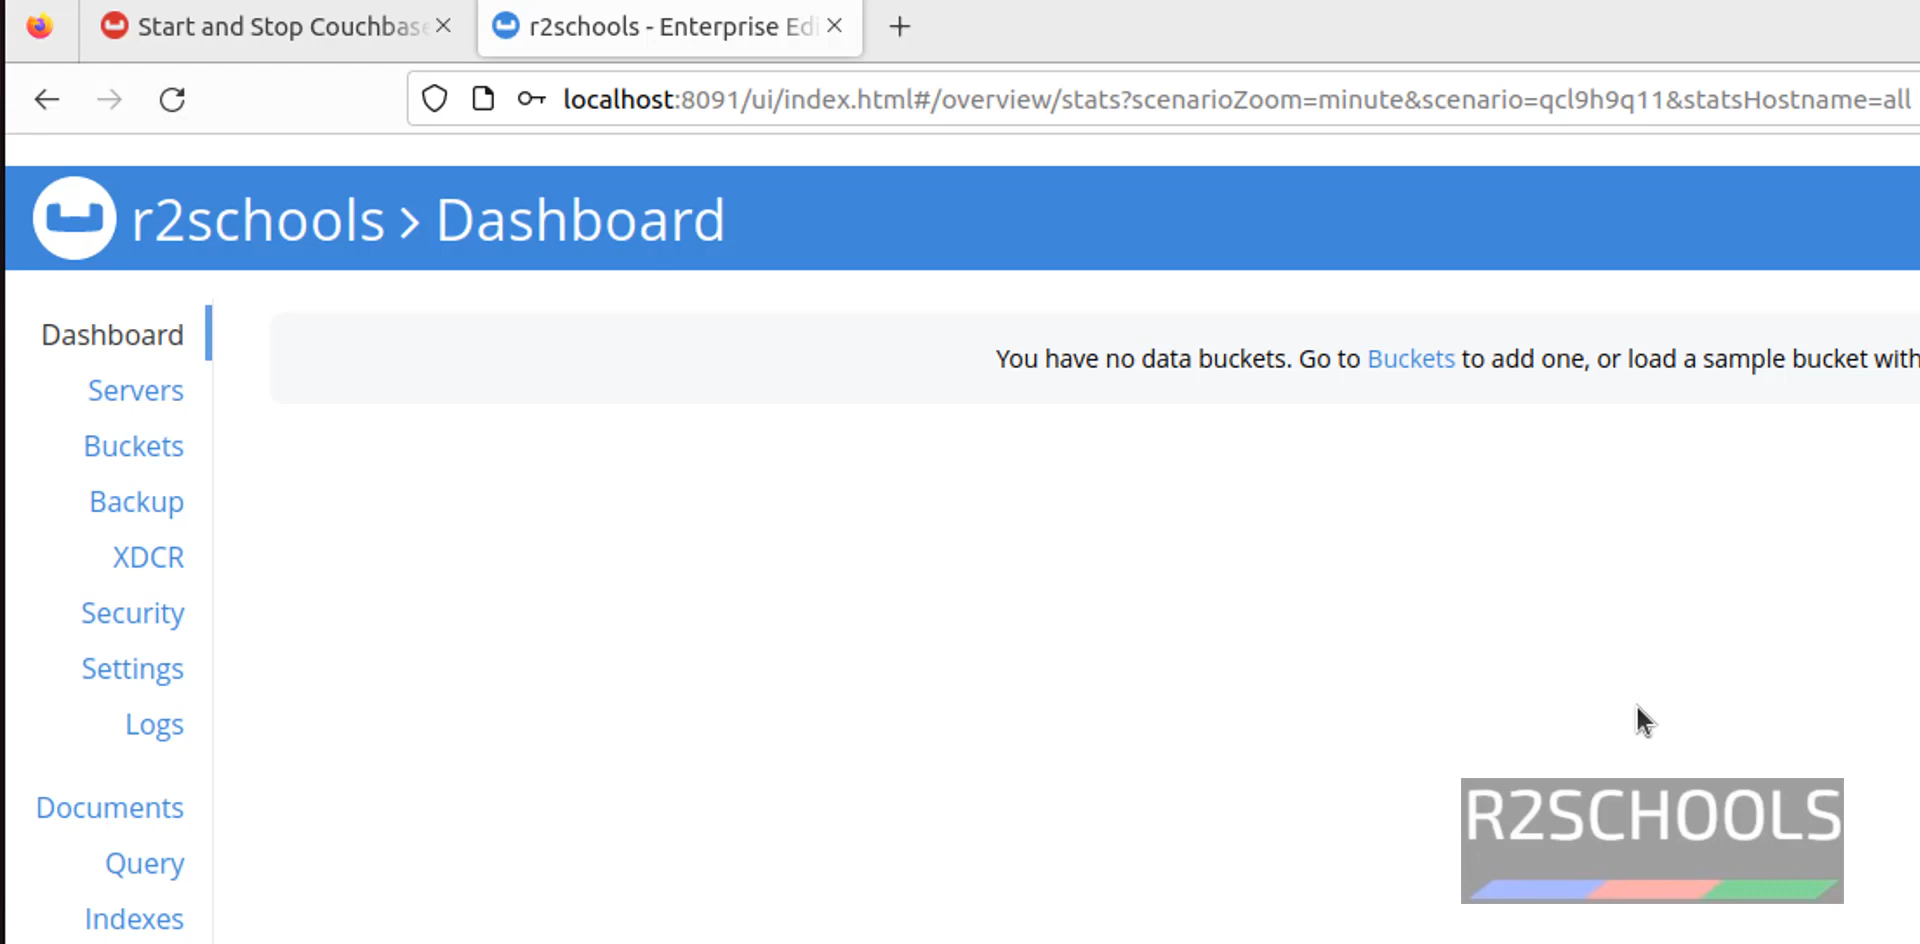 Start and Stop Couchbase
r2schools - Enterprise Edi
localhost:8091/ui/index.html#/overview/stats?scenarioZoom=minute&scenario=qcl9h9q11&statsHostname=all
r2schools > Dashboard
Dashboard
You have no data buckets. Go to Buckets to add one, or load a sample bucket with
Servers
Buckets
Backup
XDCR
Security
Settings
Logs
Documents
Query
Indexes
R2SCHOOLS